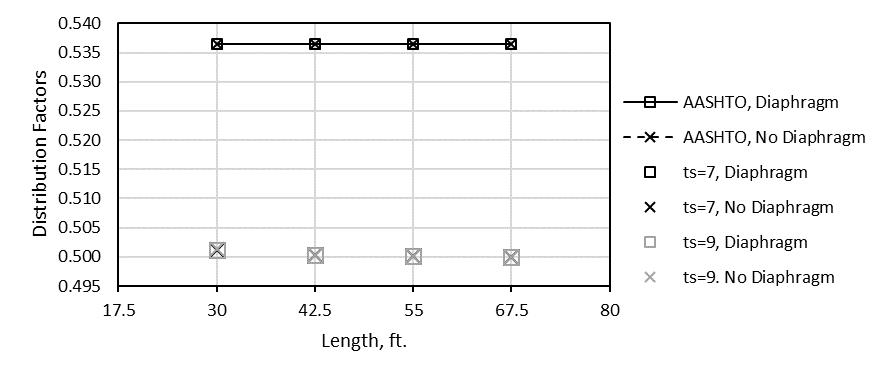 0.540
0.535
0.530
0.525
0.520
0.515
0.510
0.505
0.500
0.495
Distribution Factors
17.5 30 42.5 55 67.5 80
Length, ft.
AASHTO, Diaphragm
AASHTO, No Diaphragm
ts=7, Diaphragm
ts=7, No Diaphragm
ts=9, Diaphragm
ts=9. No Diaphragm